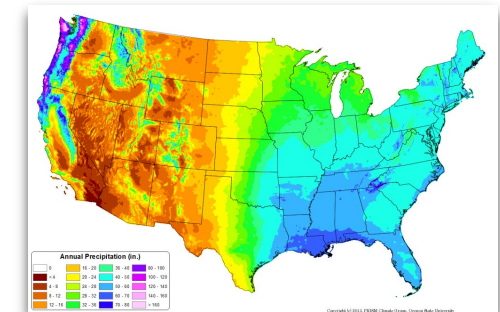 Annual Precipitation (in.)
0 16 - 20 36 - 40 80 - 100
< 4 20 - 24 40 - 50 100 - 120
4 - 8 24 - 28 50 - 60 120 - 140
8 - 12 28 - 32 60 - 70 140 - 160
12 - 16 32 - 36 70 - 80 > 160
Copyright (c) 2015, PRISM Climate Group, Oregon State University